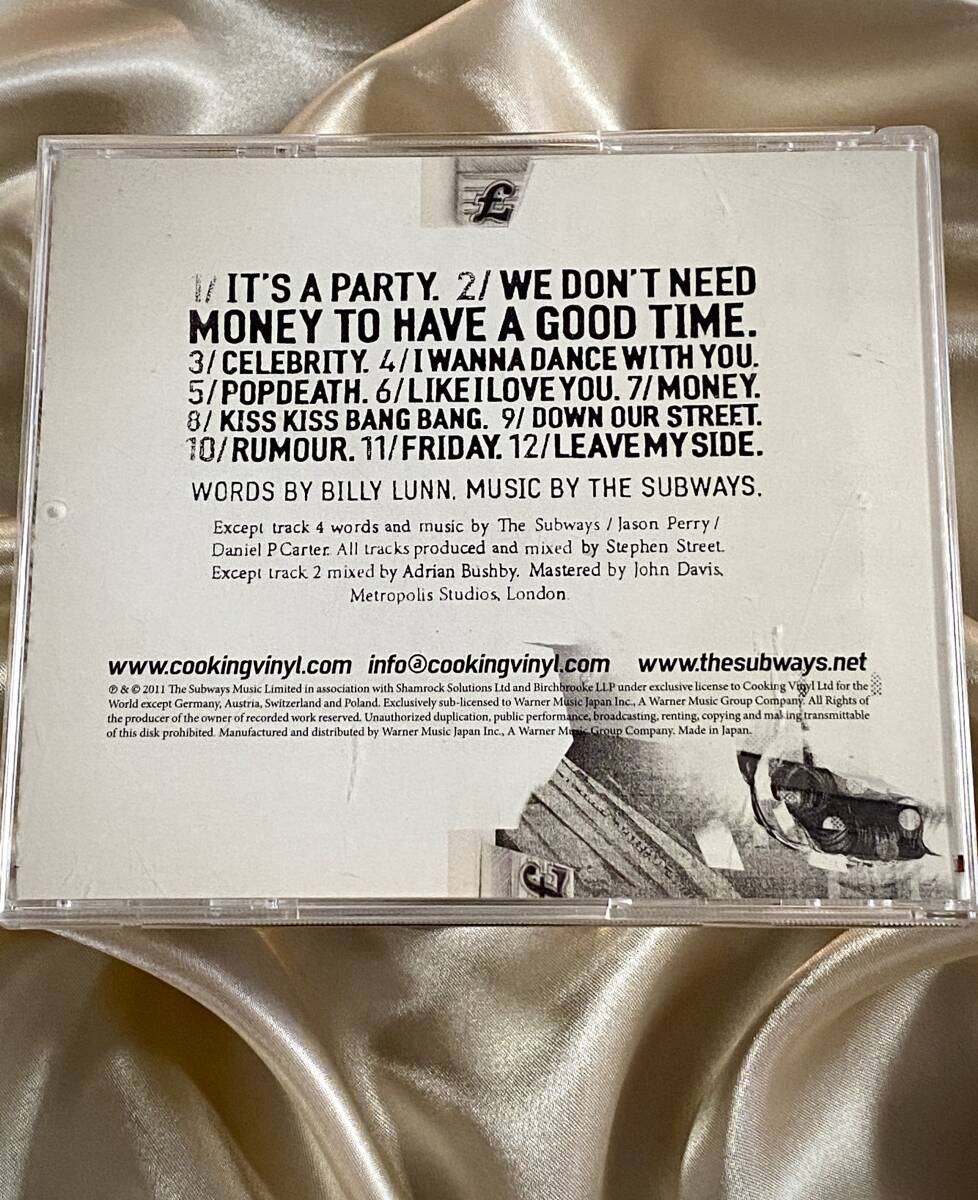 £
1/ IT'S A PARTY. 2/ WE DON'T NEED
MONEY TO HAVE A GOOD TIME.
3/ CELEBRITY. 4/ I WANNA DANCE WITH YOU.
5/ POPDEATH. 6/ LIKE I LOVE YOU. 7/ MONEY.
8/ KISS KISS BANG BANG. 9/ DOWN OUR STREET.
10/ RUMOUR. 11/ FRIDAY. 12/ LEAVE MY SIDE.
WORDS BY BILLY LUNN. MUSIC BY THE SUBWAYS.
Except track 4 words and music by The Subways / Jason Perry /
Daniel P Carter. All tracks produced and mixed by Stephen Street.
Except track 2 mixed by Adrian Bushby. Mastered by John Davis,
Metropolis Studios, London.
www.cookingvinyl.com info@cookingvinyl.com www.thesubways.net
℗ & © 2011 The Subways Music Limited in association with Shamrock Solutions Ltd and Birchbrooke LLP under exclusive license to Cooking Vinyl Ltd for the
World except Germany, Austria, Switzerland and Poland. Exclusively sub-licensed to Warner Music Japan Inc., A Warner Music Group Company. All Rights of
the producer of the owner of recorded work reserved. Unauthorized duplication, public performance, broadcasting, renting, copying and making transmittable
of this disk prohibited. Manufactured and distributed by Warner Music Japan Inc., A Warner Music Group Company. Made in Japan.
£